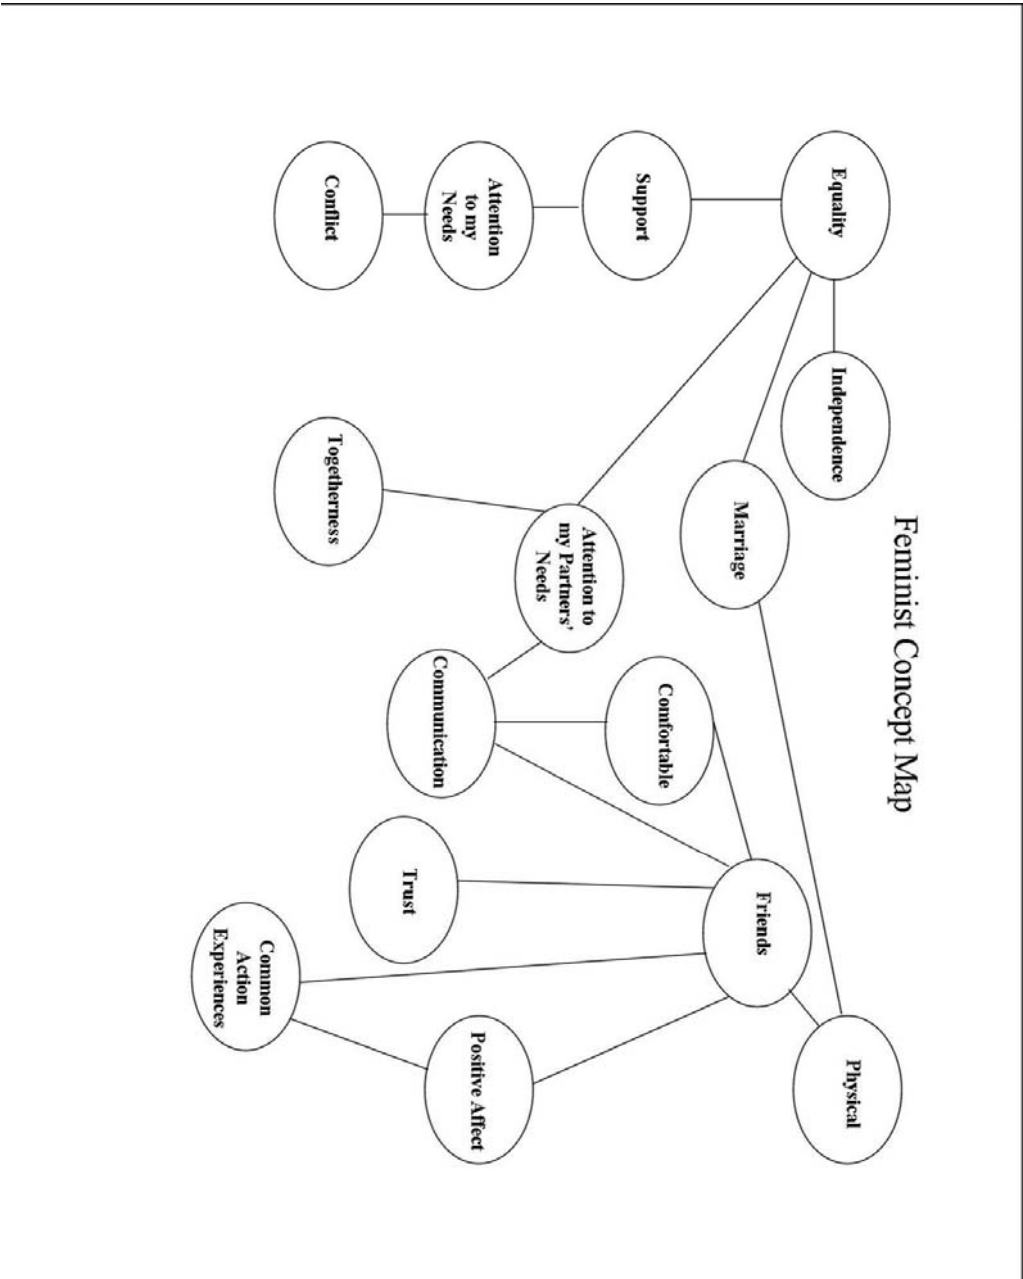 Feminist Concept Map
Equality
Independence
Marriage
Physical
Support
Comfortable
Friends
Attention to
my Partners’
Needs
Attention
to my
Needs
Communication
Positive Affect
Trust
Conflict
Togetherness
Common
Action
Experiences